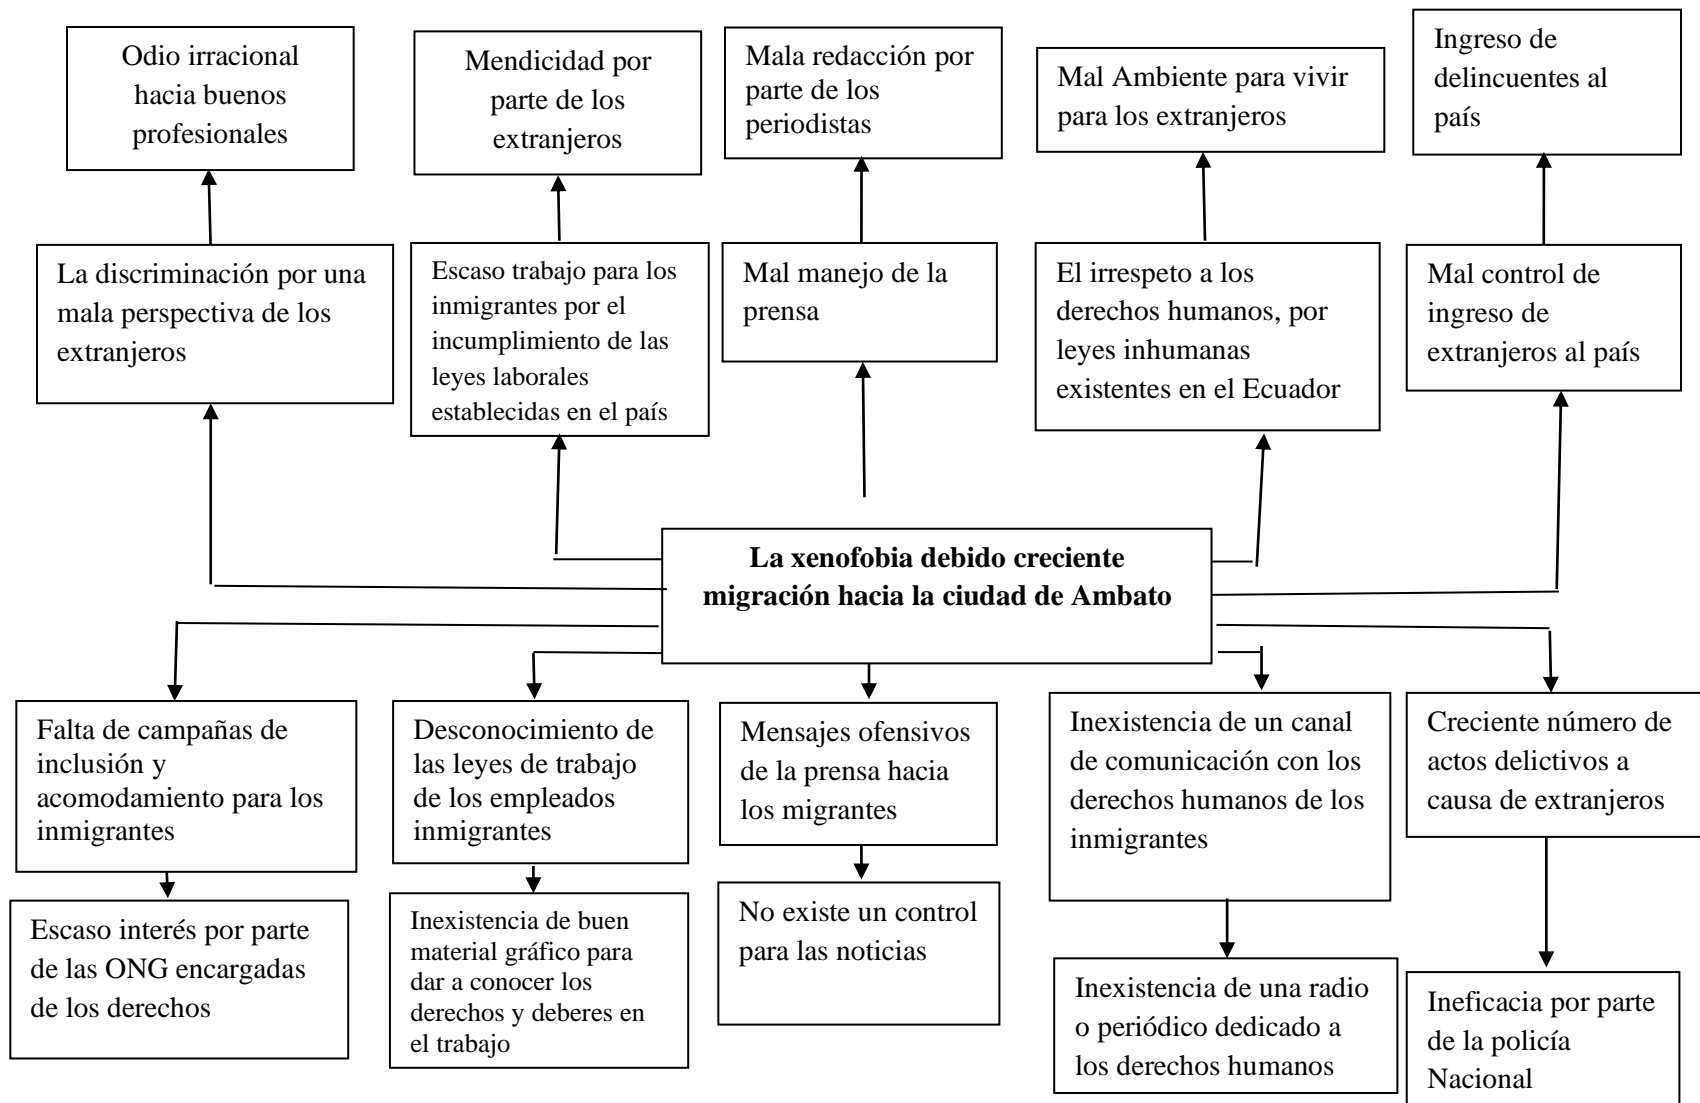 Odio irracional
hacia buenos
profesionales
Mendicidad por
parte de los
extranjeros
Mala redacción por
parte de los
periodistas
Mal Ambiente para vivir
para los extranjeros
Ingreso de
delincuentes al
país
La discriminación por una
mala perspectiva de los
extranjeros
Escaso trabajo para los
inmigrantes por el
incumplimiento de las
leyes laborales
establecidas en el país
Mal manejo de la
prensa
El irrespeto a los
derechos humanos, por
leyes inhumanas
existentes en el Ecuador
Mal control de
ingreso de
extranjeros al país
La xenofobia debido creciente
migración hacia la ciudad de Ambato
Falta de campañas de
inclusión y
acomodamiento para los
inmigrantes
Desconocimiento de
las leyes de trabajo
de los empleados
inmigrantes
Mensajes ofensivos
de la prensa hacia
los migrantes
Inexistencia de un canal
de comunicación con los
derechos humanos de los
inmigrantes
Creciente número de
actos delictivos a
causa de extranjeros
Escaso interés por parte
de las ONG encargadas
de los derechos
Inexistencia de buen
material gráfico para
dar a conocer los
derechos y deberes en
el trabajo
No existe un control
para las noticias
Inexistencia de una radio
o periódico dedicado a
los derechos humanos
Ineficacia por parte
de la policía
Nacional